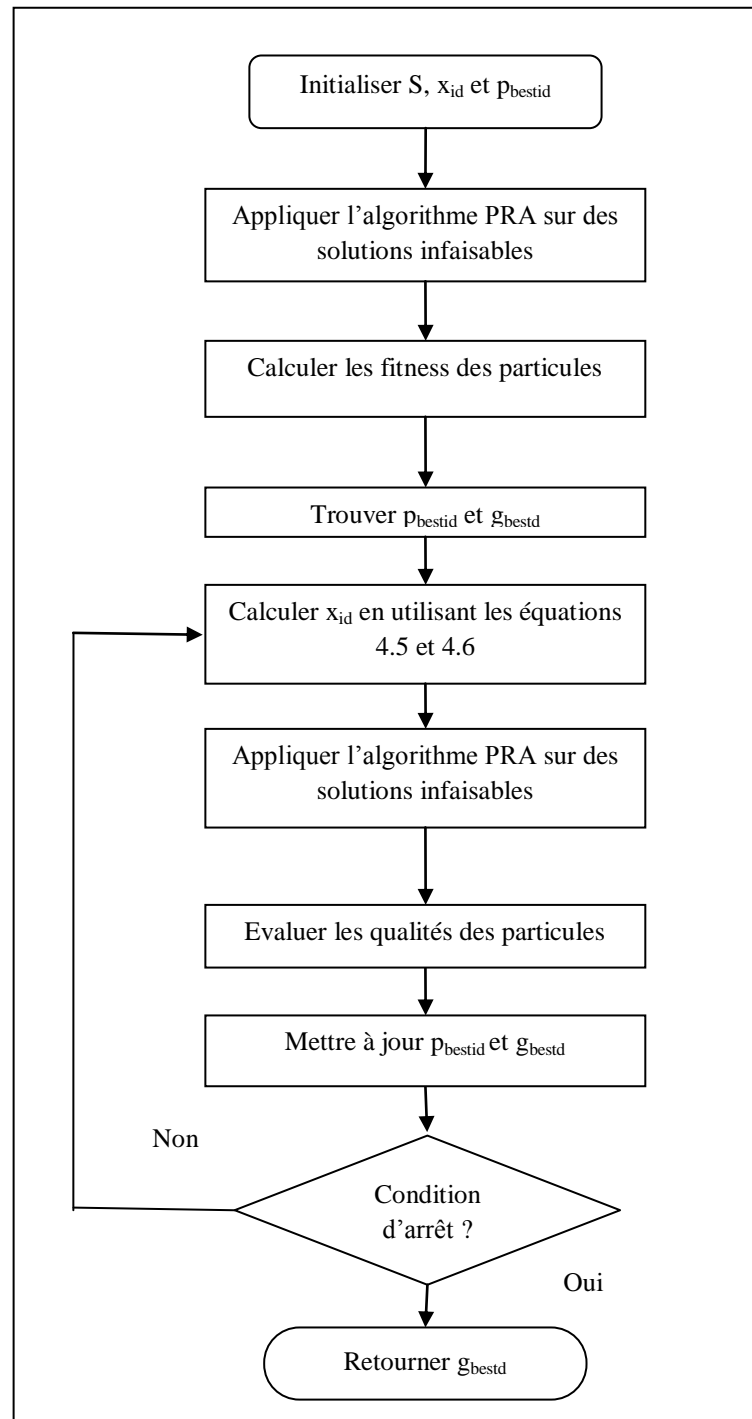 Initialiser S, xid et pbestid
Appliquer l’algorithme PRA sur des
solutions infaisables
Calculer les fitness des particules
Trouver pbestid et gbestd
Calculer xid en utilisant les équations
4.5 et 4.6
Appliquer l’algorithme PRA sur des
solutions infaisables
Evaluer les qualités des particules
Mettre à jour pbestid et gbestd
Non
Condition
d’arrêt ?
Oui
Retourner gbestd